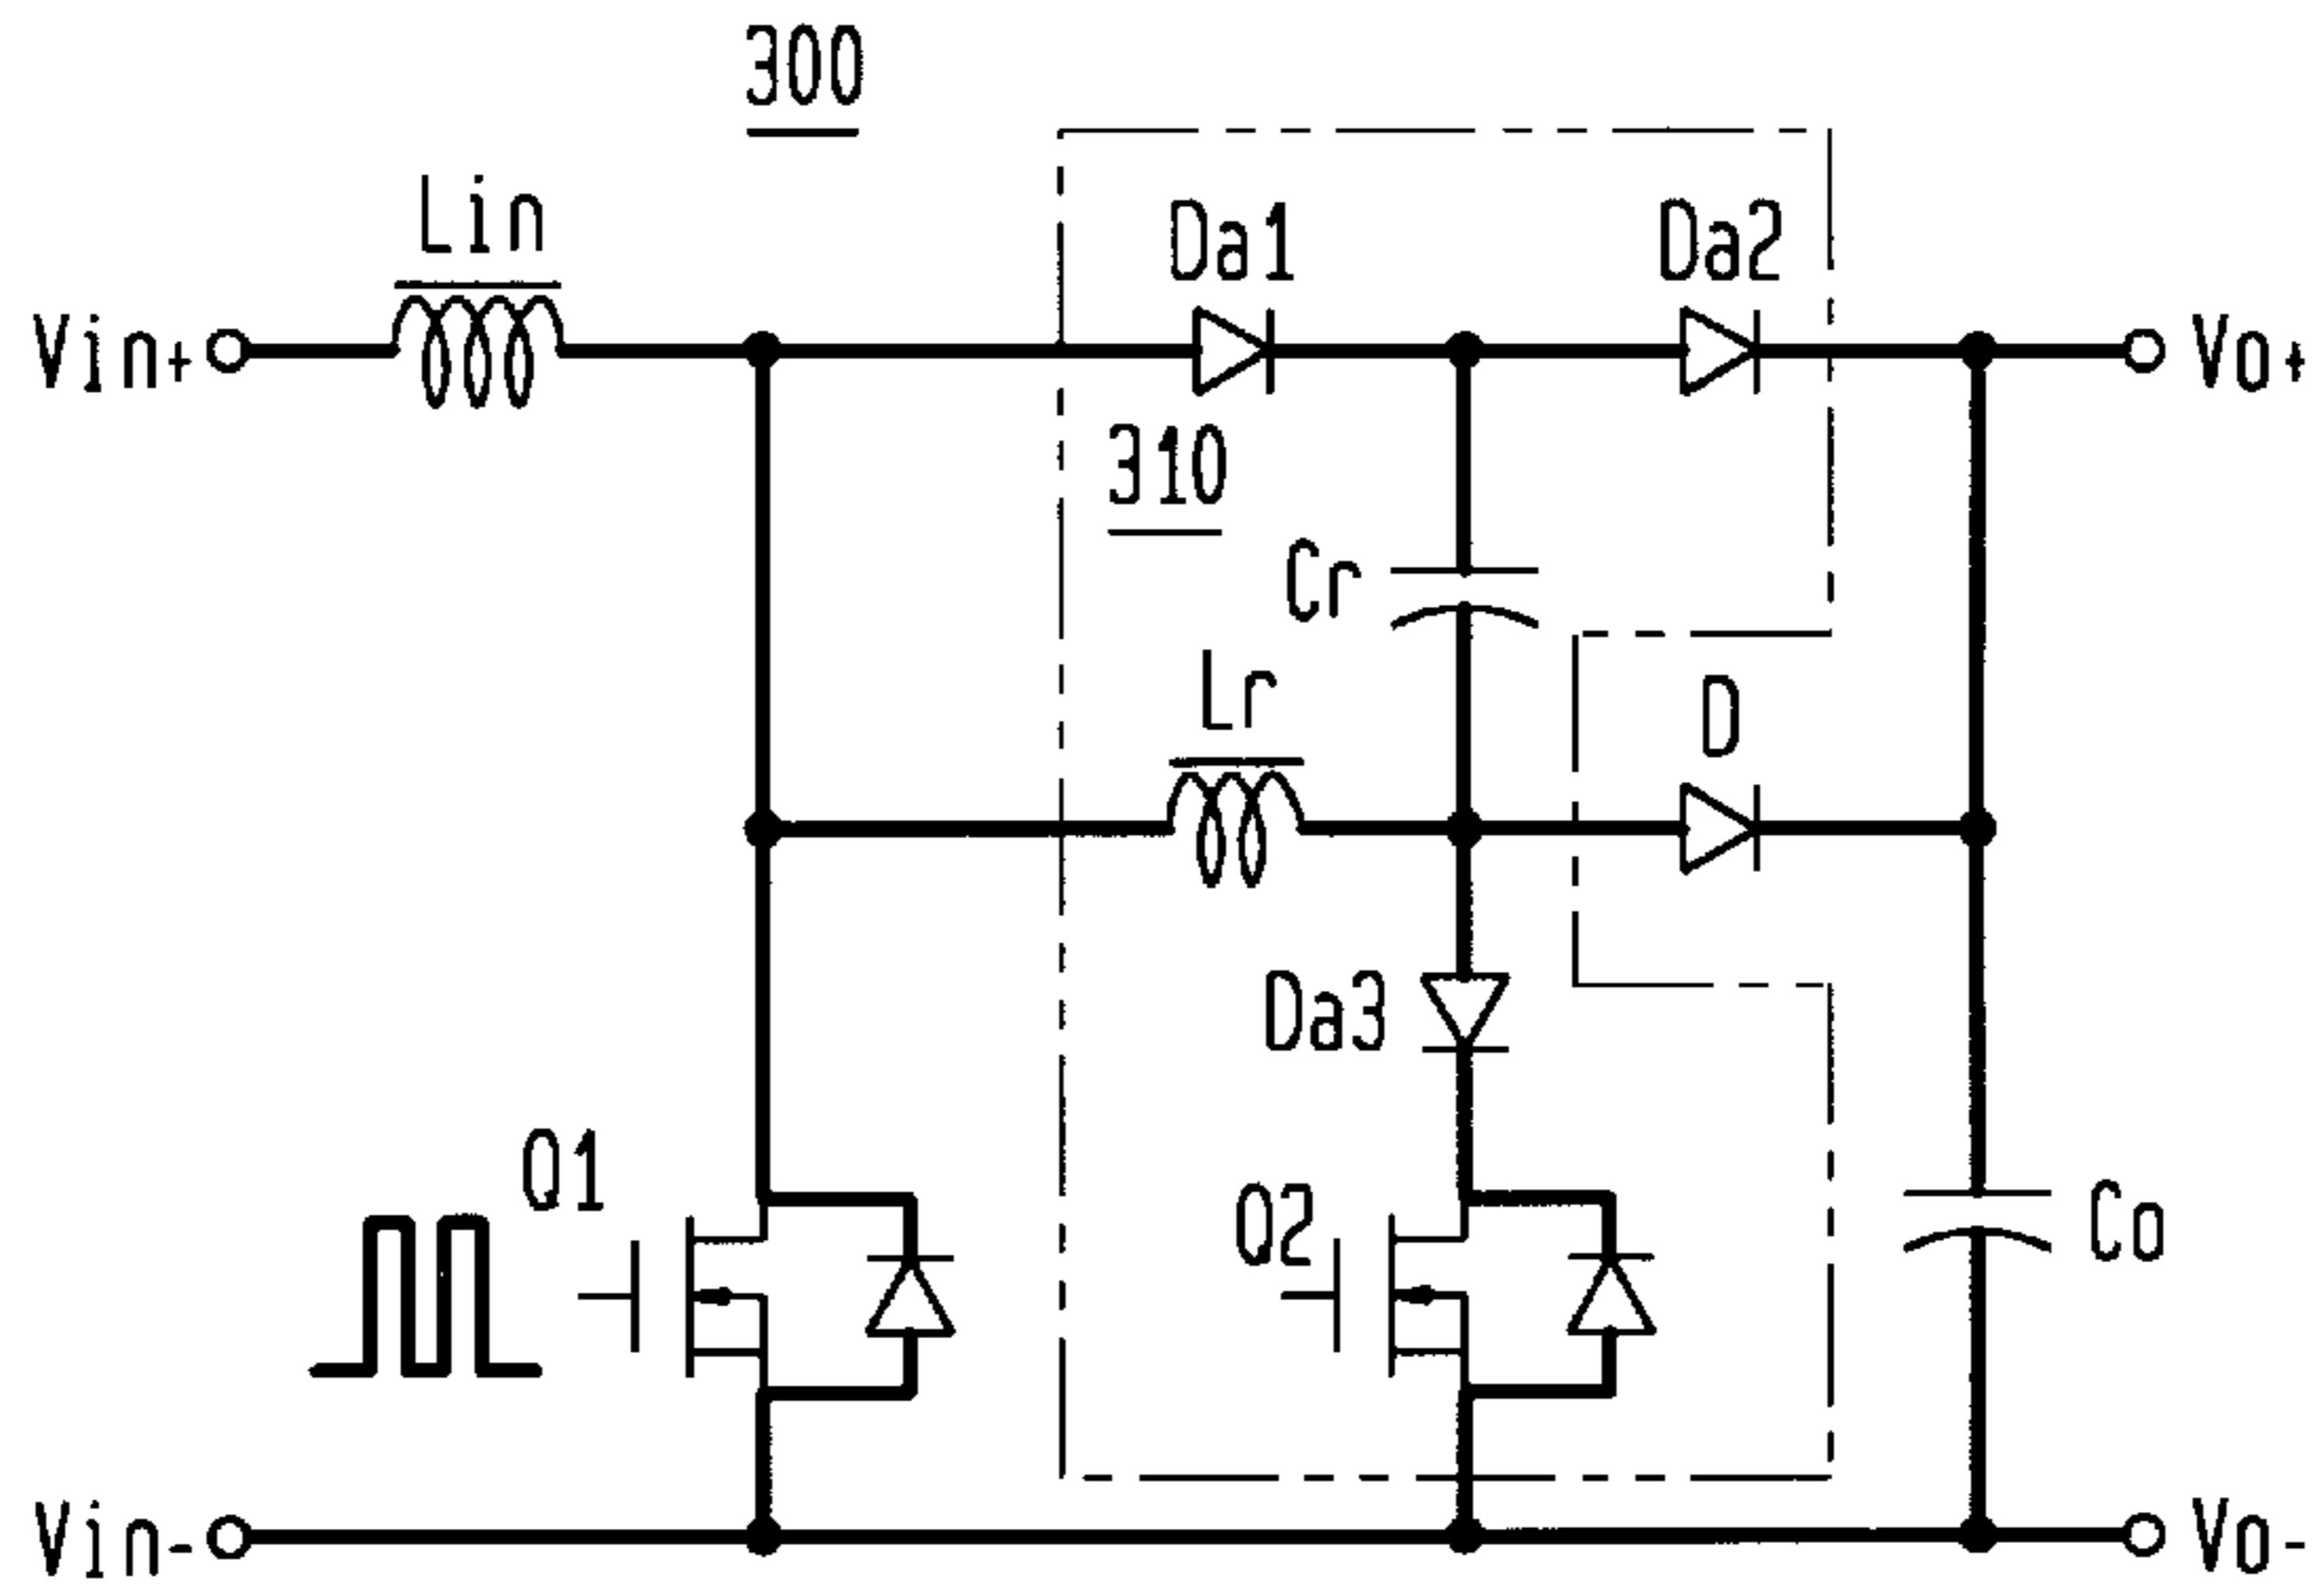 300
Lin
Da1
Da2
Vin+
Vo+
310
Cr
Lr
D
Da3
Q1
Q2
Co
Vin-
Vo-